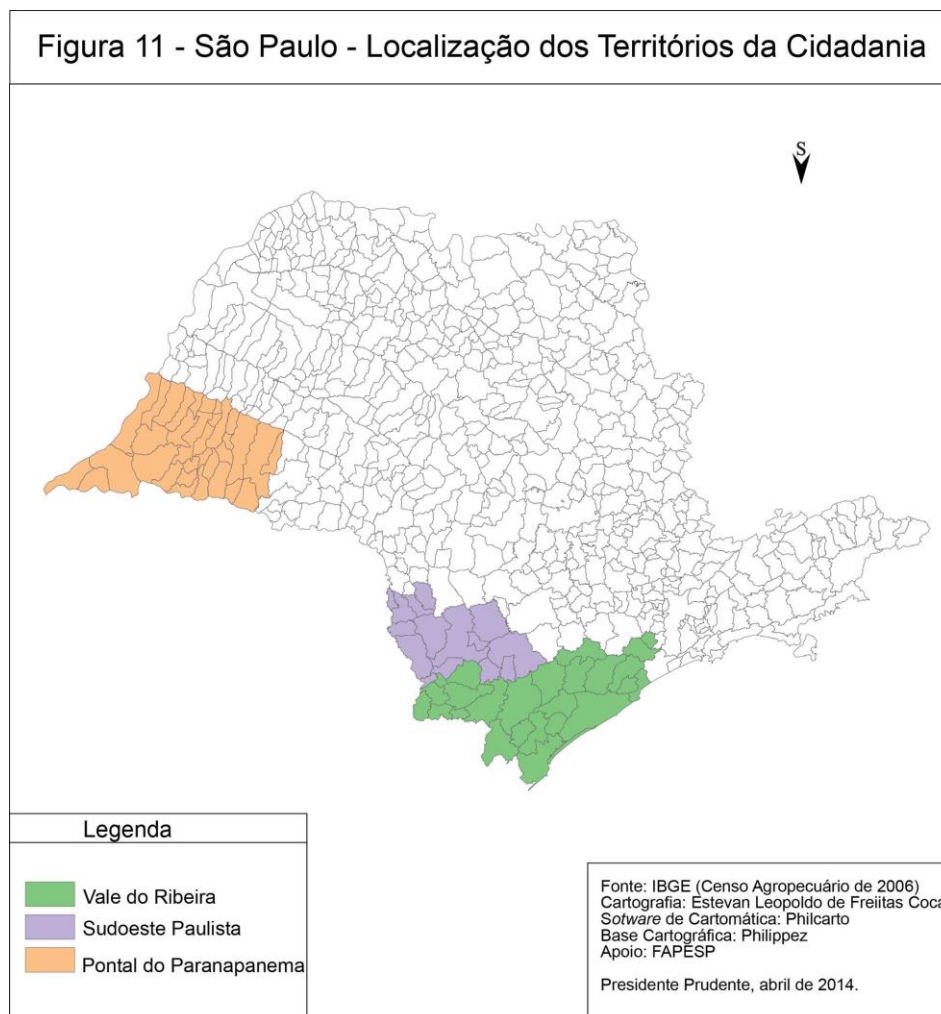 Figura 11 - São Paulo - Localização dos Territórios da Cidadania
S
Legenda
Vale do Ribeira
Sudoeste Paulista
Pontal do Paranapanema
Fonte: IBGE (Censo Agropecuário de 2006)
Cartografia: Estevan Leopoldo de Freiitas Coca
Sotware de Cartomática: Philcarto
Base Cartográfica: Philippez
Apoio: FAPESP
Presidente Prudente, abril de 2014.